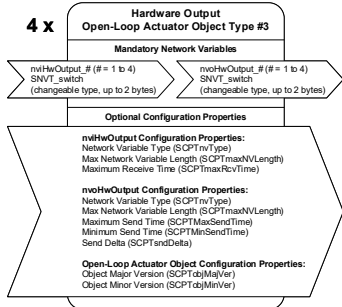 4 x
Hardware Output
Open-Loop Actuator Object Type #3
Mandatory Network Variables
nviHwOutput_# (# = 1 to 4)
SNVT_switch
(changeable type, up to 2 bytes)
nvoHwOutput_# (# = 1 to 4)
SNVT_switch
(changeable type, up to 2 bytes)
Optional Configuration Properties
nviHwOutput Configuration Properties:
Network Variable Type (SCPTnvType)
Max Network Variable Length (SCPTmaxNVLength)
Maximum Receive Time (SCPTmaxRcvTime)
nvoHwOutput Configuration Properties:
Network Variable Type (SCPTnvType)
Max Network Variable Length (SCPTmaxNVLength)
Maximum Send Time (SCPTMaxSendTime)
Minimum Send Time (SCPTMinSendTime)
Send Delta (SCPTsndDelta)
Open-Loop Actuator Object Configuration Properties:
Object Major Version (SCPTobjMajVer)
Object Minor Version (SCPTobjMinVer)